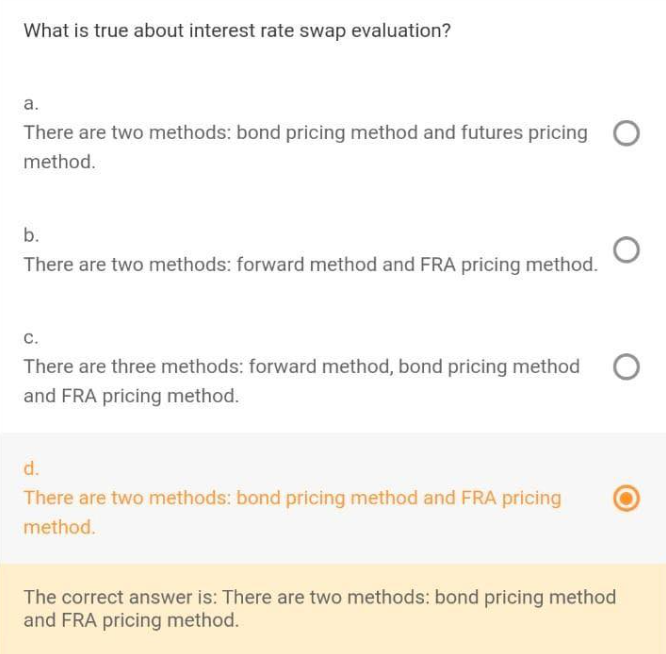 What is true about interest rate swap evaluation?
a.
There are two methods: bond pricing method and futures pricing
method.
b.
There are two methods: forward method and FRA pricing method.
c.
There are three methods: forward method, bond pricing method
and FRA pricing method.
d.
There are two methods: bond pricing method and FRA pricing
method.
The correct answer is: There are two methods: bond pricing method
and FRA pricing method.